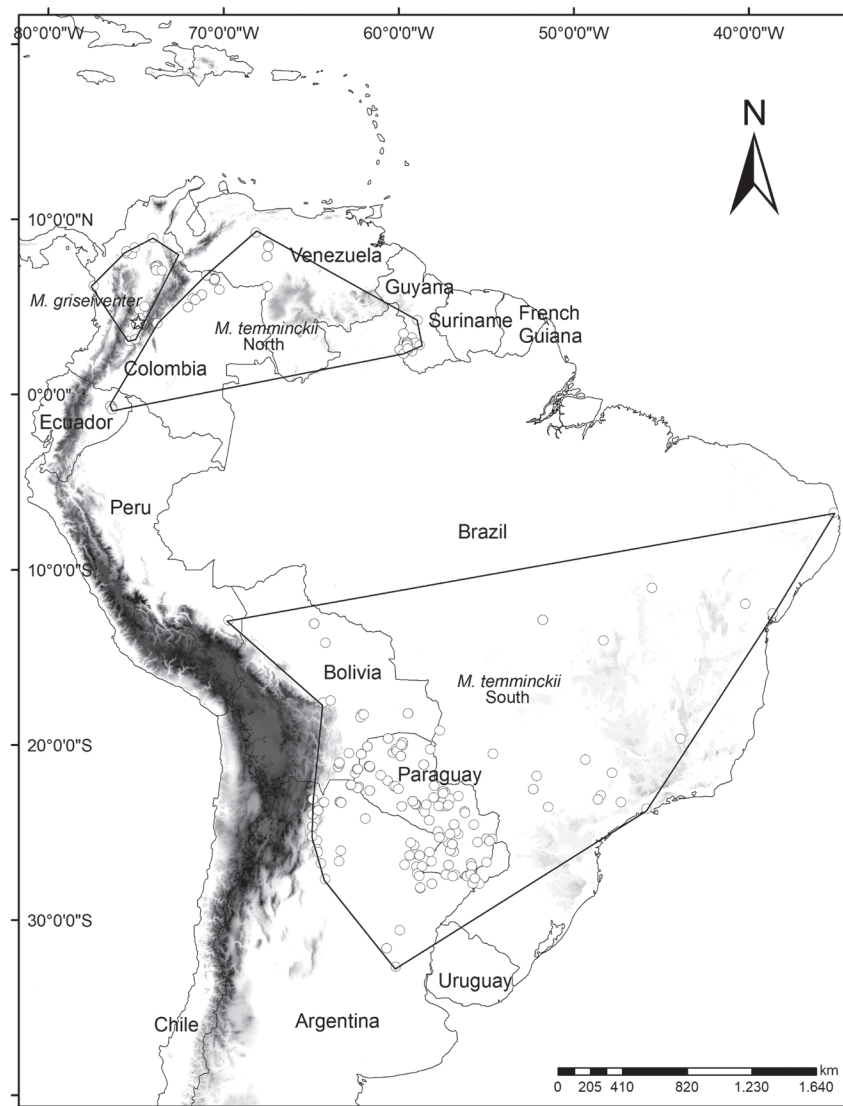 80°0'0"W 70°0'0"W 60°0'0"W 50°0'0"W 40°0'0"W
N
10°0'0"N
Venezuela
Guyana
M. griseiventer
Suriname
French
Guiana
M. temminckii
North
Colombia
0°0'0"
Ecuador
Peru
Brazil
10°0'0"S
Bolivia
M. temminckii
South
20°0'0"S
Paraguay
30°0'0"S
Uruguay
Chile
Argentina
km
0 205 410 820 1.230 1.640